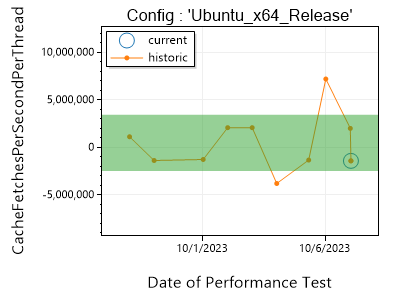 Config : 'Ubuntu_x64_Release'
current
historic
CacheFetchesPerSecondPerThread
10,000,000
5,000,000
0
-5,000,000
10/1/2023
10/6/2023
Date of Performance Test